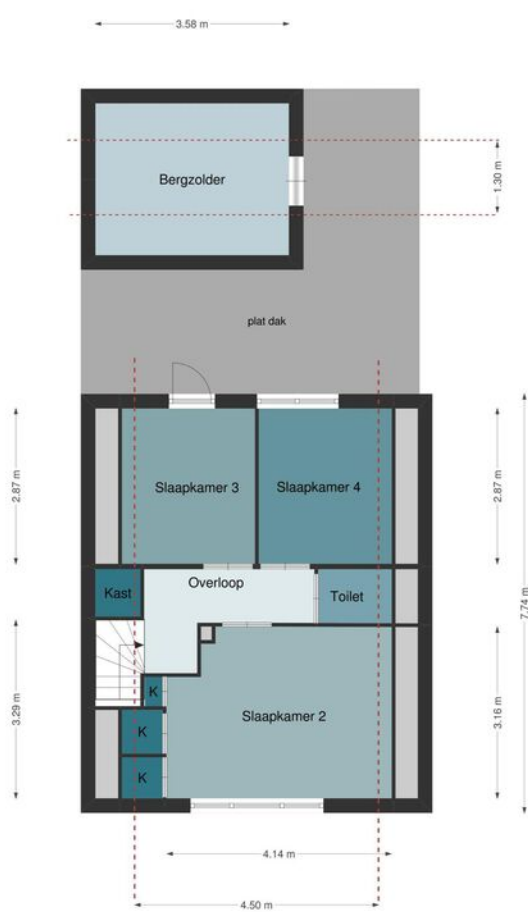 3.58 m
Bergzolder
1.30 m
plat dak
2.87 m
Slaapkamer 3
Slaapkamer 4
2.87 m
7.74 m
Kast
Overloop
Toilet
3.29 m
K
Slaapkamer 2
3.16 m
K
K
4.14 m
4.50 m